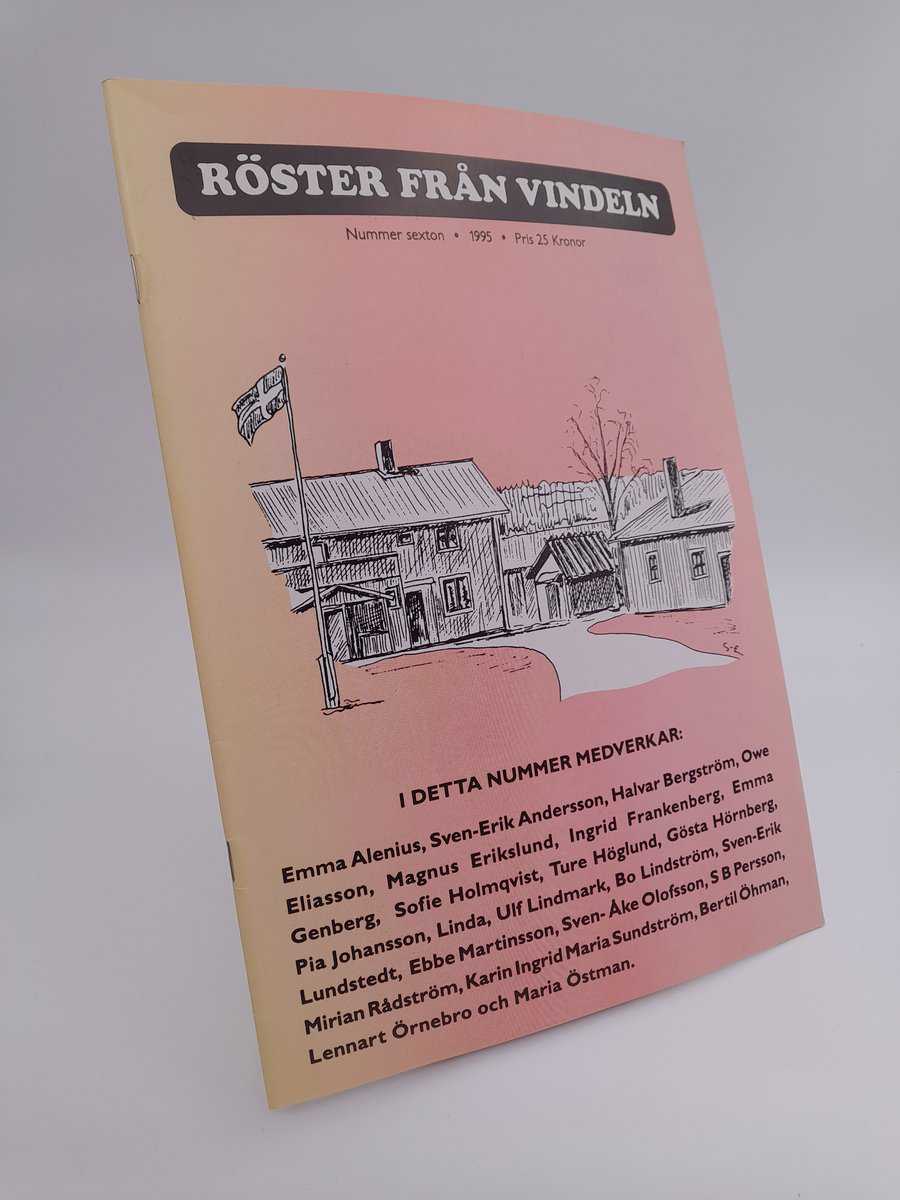 RÖSTER FRÅN VINDELN
Nummer sexton • 1995 • Pris 25 Kronor
S-E
I DETTA NUMMER MEDVERKAR:
Emma Alenius, Sven-Erik Andersson, Halvar Bergström, Owe
Eliasson, Magnus Erikslund, Ingrid Frankenberg, Emma
Genberg, Sofie Holmqvist, Ture Höglund, Gösta Hörnberg,
Pia Johansson, Linda, Ulf Lindmark, Bo Lindström, Sven-Erik
Lundstedt, Ebbe Martinsson, Sven- Åke Olofsson, S B Persson,
Mirian Rådström, Karin Ingrid Maria Sundström, Bertil Öhman,
Lennart Örnebro och Maria Östman.